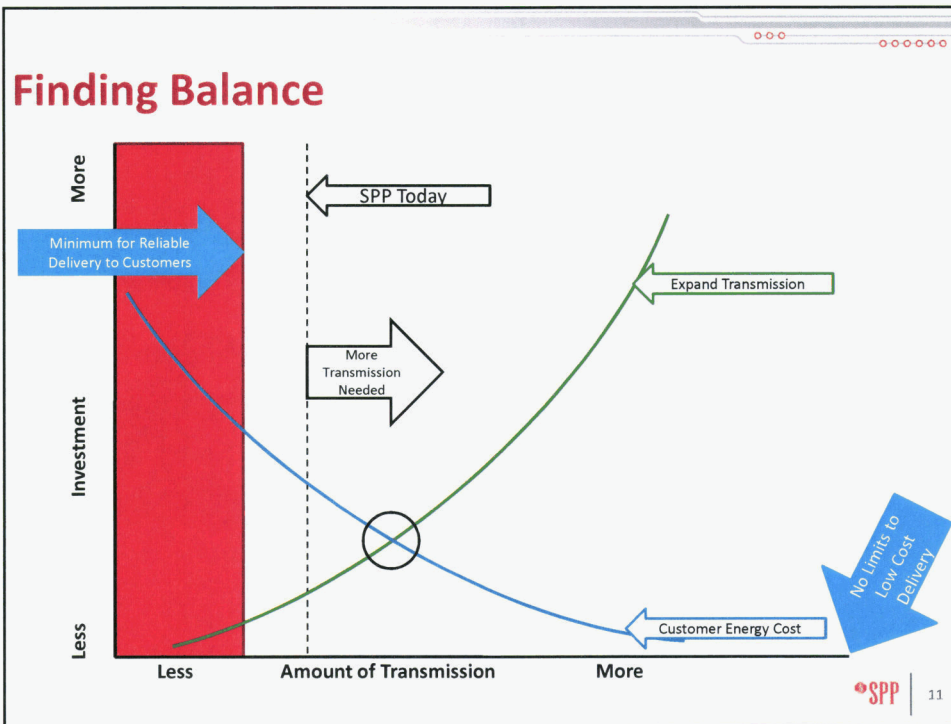 Finding Balance
More
SPP Today
Minimum for Reliable
Delivery to Customers
Expand Transmission
More
Transmission
Needed
Investment
No Limits to
Low Cost
Delivery
Customer Energy Cost
Less
Less
Amount of Transmission
More
SPP
11